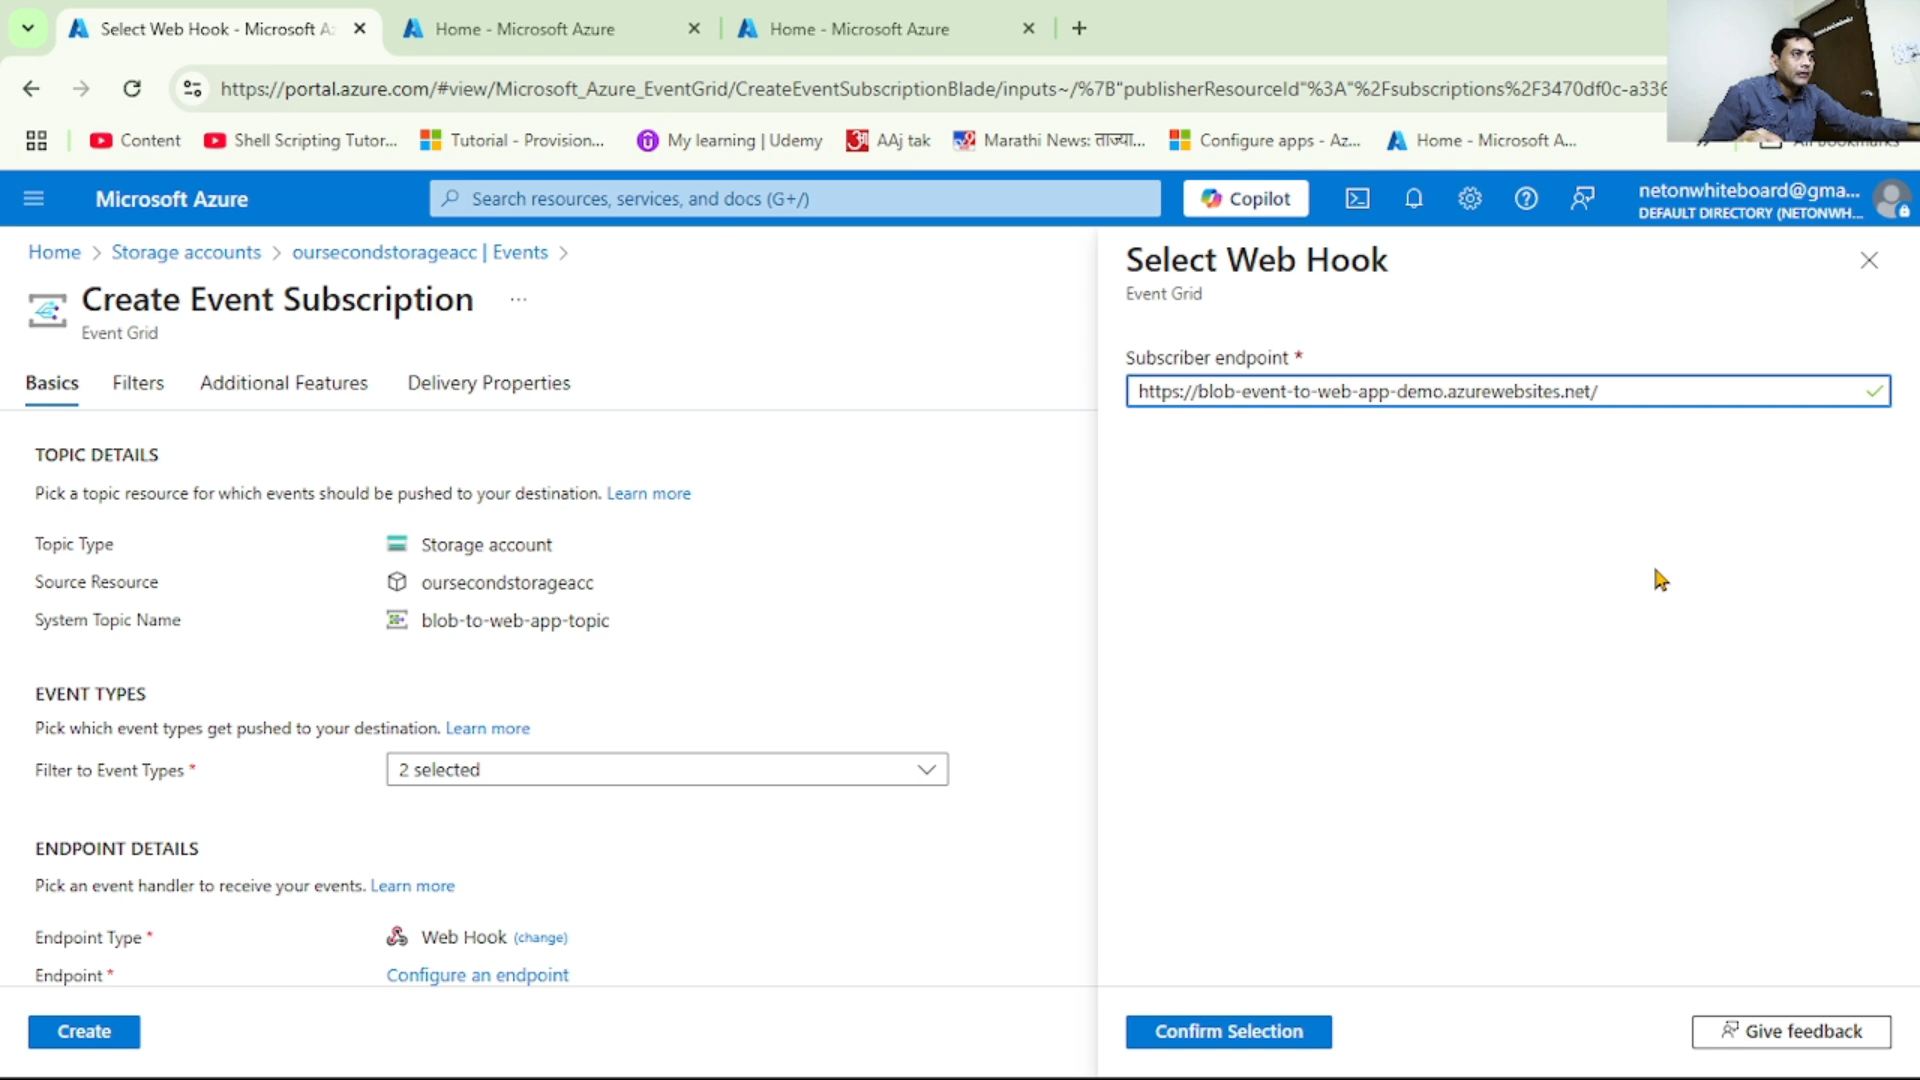 Select Web Hook - Microsoft A
Home - Microsoft Azure
Home - Microsoft Azure
https://portal.azure.com/#view/Microsoft_Azure_EventGrid/CreateEventSubscriptionBlade/inputs~/%7B"publisherResourceId"%3A"%2Fsubscriptions%2F3470df0c-a336
Content
Shell Scripting Tutor...
Tutorial - Provision...
My learning | Udemy
AAj tak
Marathi News: ताज्या...
Configure apps - Az...
Home - Microsoft A...
All Bookmarks
Microsoft Azure
Search resources, services, and docs (G+/)
Copilot
netonwhiteboard@gma...
DEFAULT DIRECTORY (NETONWH...
Home > Storage accounts > oursecondstorageacc | Events >
Create Event Subscription ...
Event Grid
Basics
Filters
Additional Features
Delivery Properties
TOPIC DETAILS
Pick a topic resource for which events should be pushed to your destination. Learn more
Topic Type
Storage account
Source Resource
oursecondstorageacc
System Topic Name
blob-to-web-app-topic
EVENT TYPES
Pick which event types get pushed to your destination. Learn more
Filter to Event Types *
2 selected
ENDPOINT DETAILS
Pick an event handler to receive your events. Learn more
Endpoint Type *
Web Hook (change)
Endpoint *
Configure an endpoint
Create
Select Web Hook
Event Grid
Subscriber endpoint *
https://blob-event-to-web-app-demo.azurewebsites.net/
Confirm Selection
Give feedback